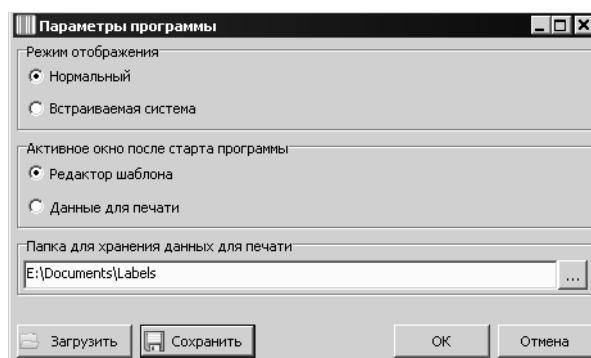 Параметры программы
Режим отображения
Нормальный
Встраиваемая система
Активное окно после старта программы
Редактор шаблона
Данные для печати
Папка для хранения данных для печати
E:\Documents\Labels ...
Загрузить Сохранить OK Отмена